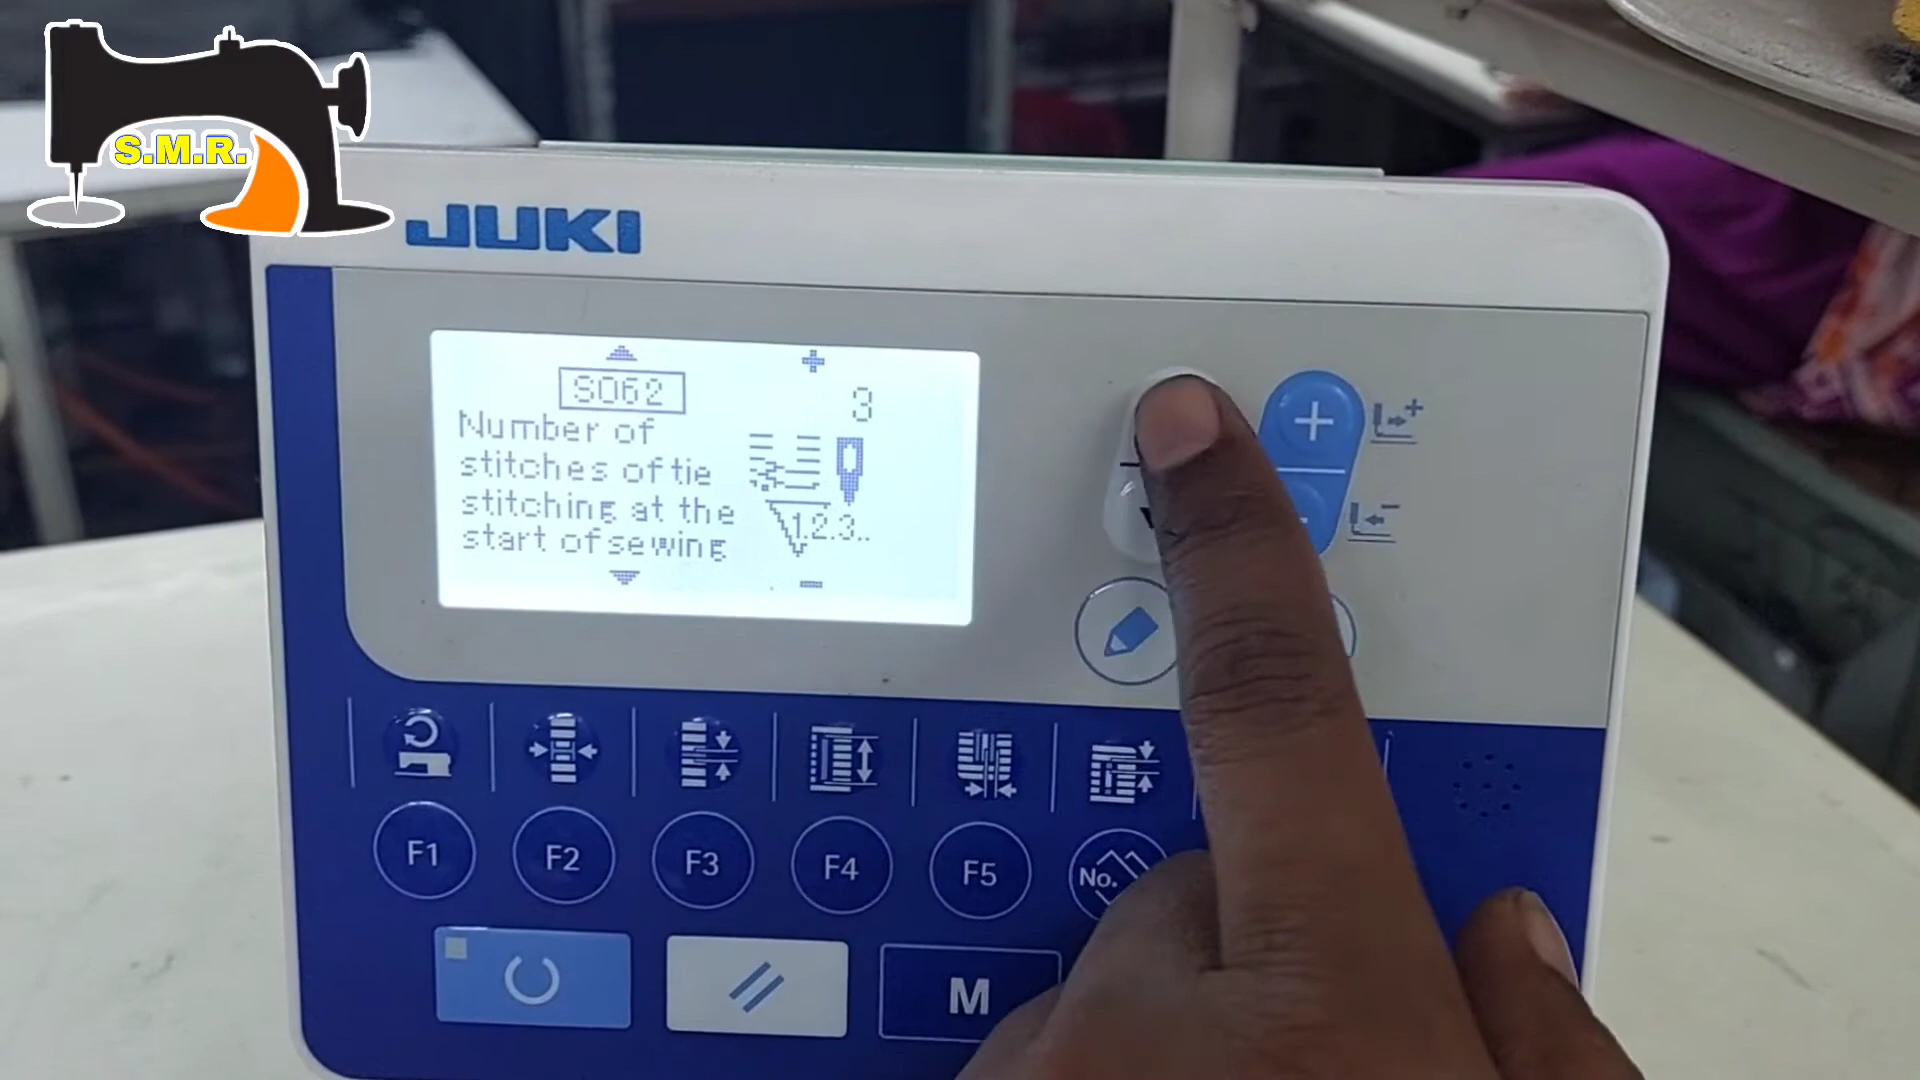 S.M.R.
JUKI
S062
3
Number of
stitches of tie
stitching at the
start of sewing
1.2.3..
F1
F2
F3
F4
F5
No.
M